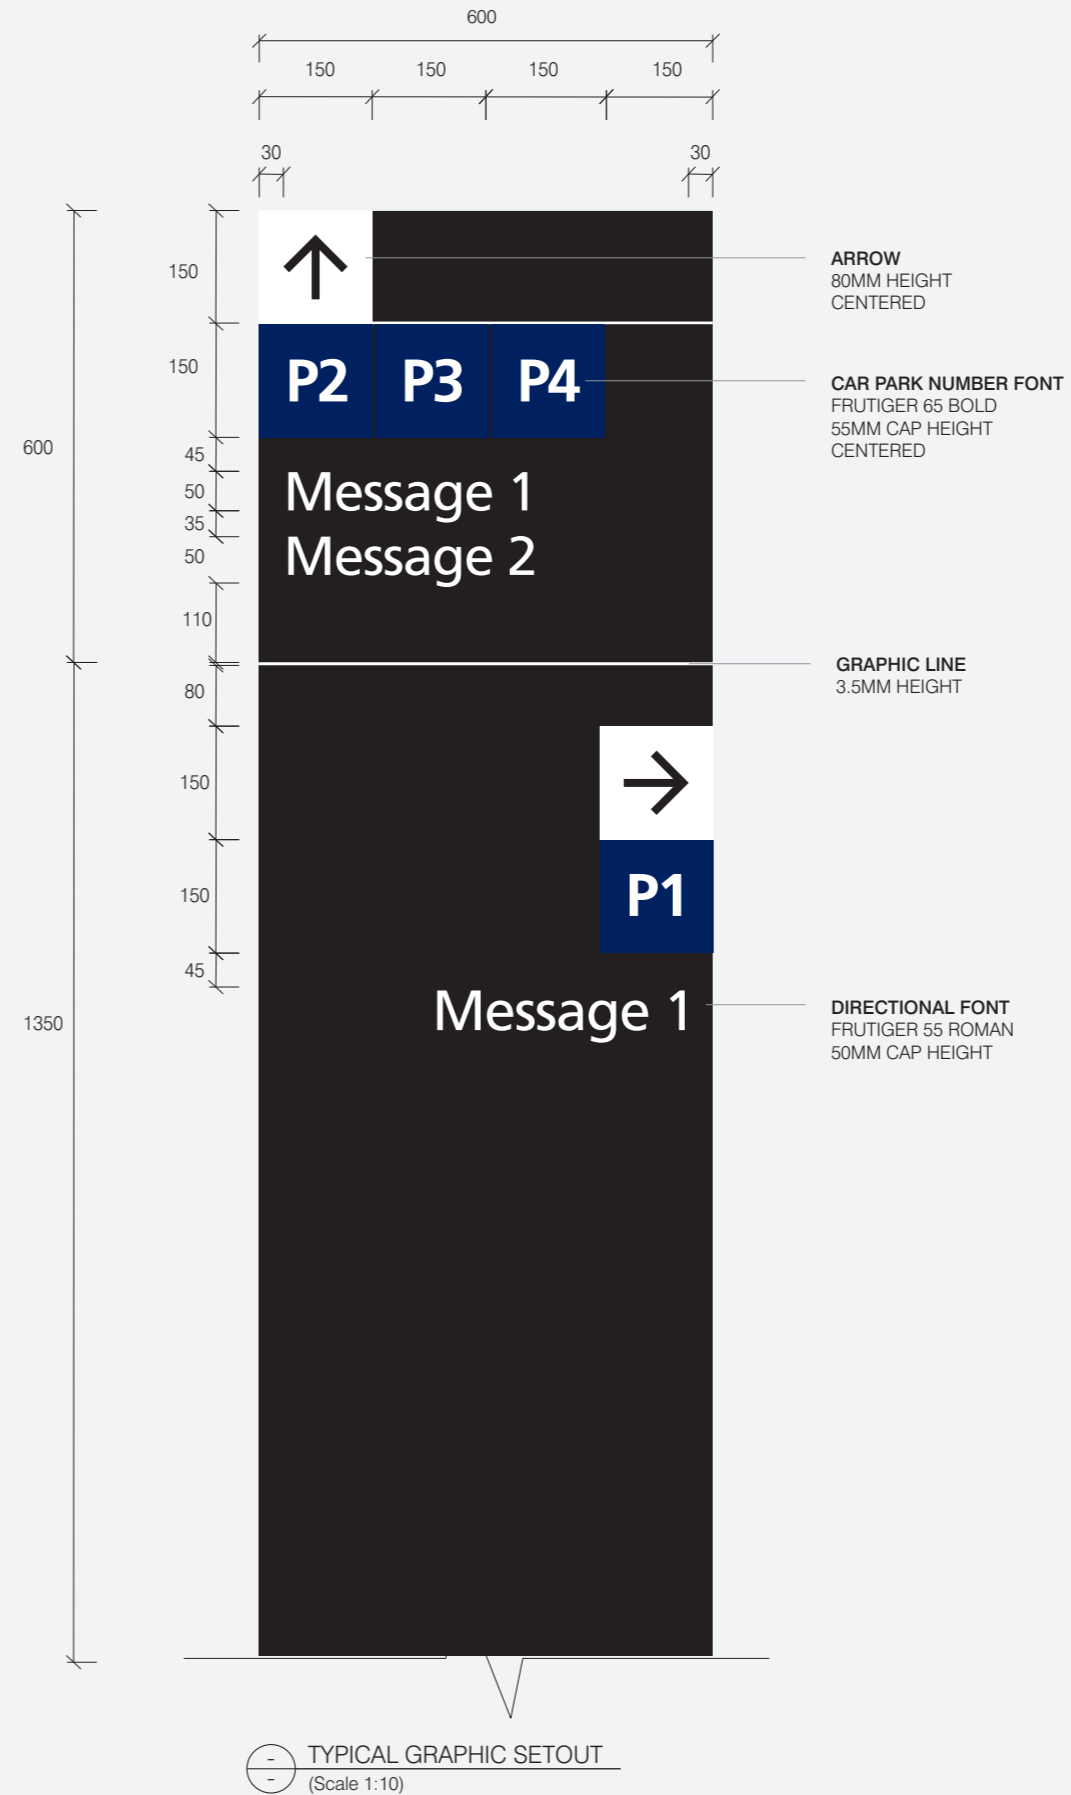 600
150 150 150 150
30 30
150
ARROW
80MM HEIGHT
CENTERED
150
P2 P3 P4
CAR PARK NUMBER FONT
FRUTIGER 65 BOLD
55MM CAP HEIGHT
CENTERED
600
45
50
35
50
110
Message 1
Message 2
GRAPHIC LINE
3.5MM HEIGHT
80
150
150
P1
45
1350
Message 1
DIRECTIONAL FONT
FRUTIGER 55 ROMAN
50MM CAP HEIGHT
-
-
TYPICAL GRAPHIC SETOUT
(Scale 1:10)